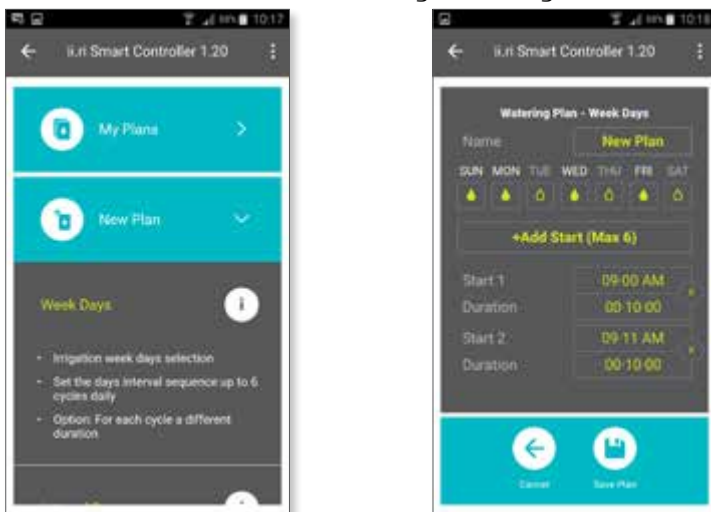 10:17
ii.ri Smart Controller 1.20
My Plans
New Plan
Week Days
i
• Irrigation week days selection
• Set the days interval sequence up to 6
cycles daily
• Option: For each cycle a different
duration
10:18
ii.ri Smart Controller 1.20
Watering Plan - Week Days
Name New Plan
SUN MON TUE WED THU FRI SAT
+Add Start (Max 6)
Start 1 09:00 AM
Duration 00:10:00
Start 2 09:11 AM
Duration 00:10:00
Cancel Save Plan